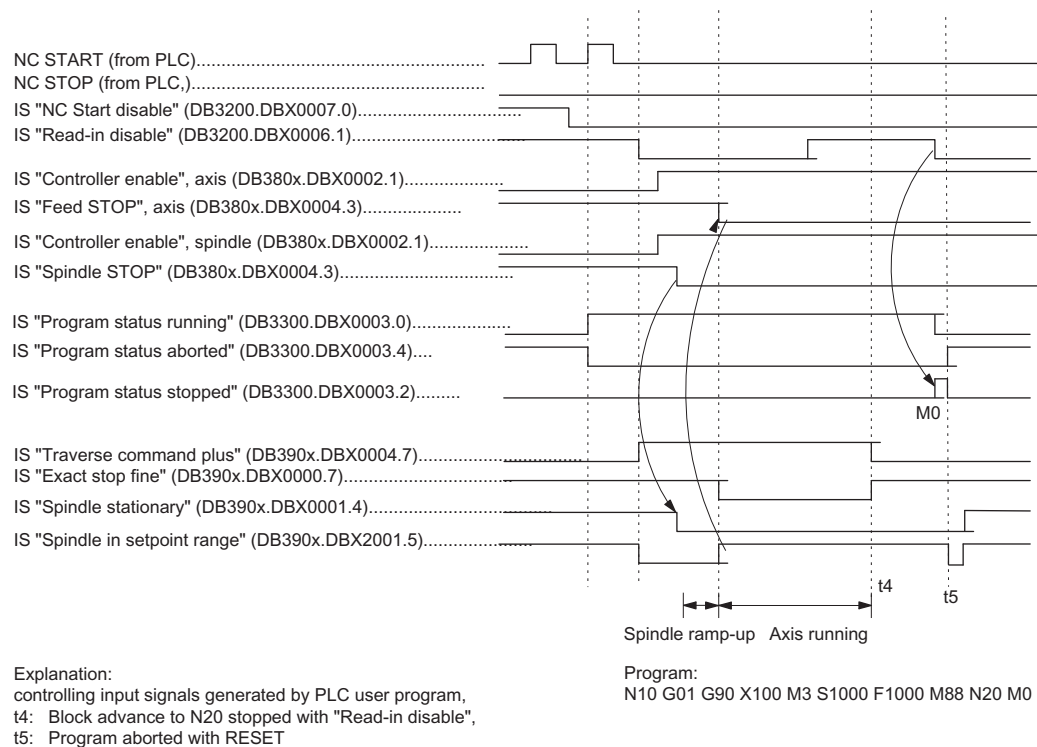 NC START (from PLC)......................................................
NC STOP (from PLC,).......................................................
IS "NC Start disable" (DB3200.DBX0007.0)...............................
IS "Read-in disable" (DB3200.DBX0006.1)................................
IS "Controller enable", axis (DB380x.DBX0002.1)...................
IS "Feed STOP", axis (DB380x.DBX0004.3)...................
IS "Controller enable", spindle (DB380x.DBX0002.1)...................
IS "Spindle STOP" (DB380x.DBX0004.3).................................
IS "Program status running" (DB3300.DBX0003.0)...................
IS "Program status aborted" (DB3300.DBX0003.4)....
IS "Program status stopped" (DB3300.DBX0003.2).........
M0
IS "Traverse command plus" (DB390x.DBX0004.7)...............................
IS "Exact stop fine" (DB390x.DBX0000.7)..................................
IS "Spindle stationary" (DB390x.DBX0001.4)...................................
IS "Spindle in setpoint range" (DB390x.DBX2001.5).....................
t4
t5
Spindle ramp-up Axis running
Explanation:
controlling input signals generated by PLC user program,
t4: Block advance to N20 stopped with "Read-in disable",
t5: Program aborted with RESET
Program:
N10 G01 G90 X100 M3 S1000 F1000 M88 N20 M0